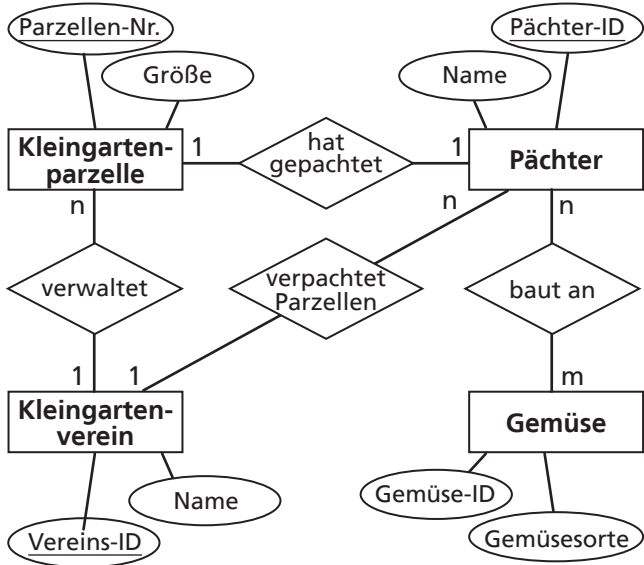 Parzellen-Nr.
Pächter-ID
Größe
Name
Kleingarten-
parzelle
1
hat
gepachtet
1
Pächter
n
n
n
verwaltet
verpachtet
Parzellen
baut an
1
1
m
Kleingarten-
verein
Gemüse
Name
Gemüse-ID
Vereins-ID
Gemüsesorte